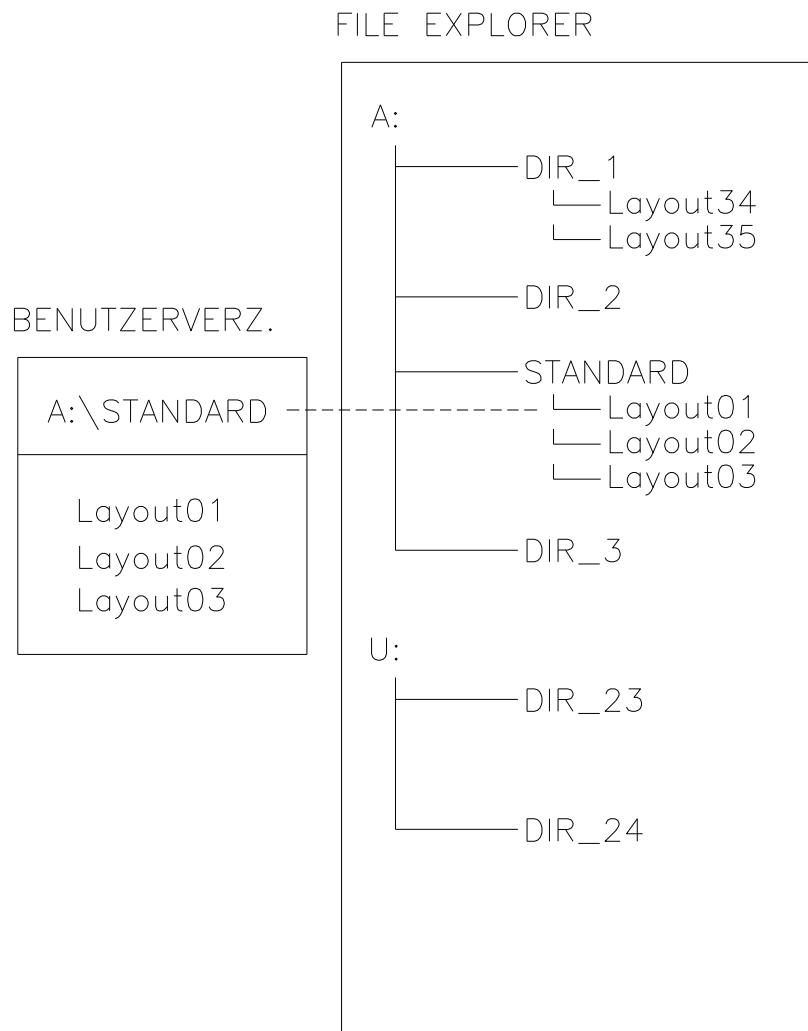 FILE EXPLORER
A:
DIR_1
Layout34
Layout35
DIR_2
STANDARD
Layout01
Layout02
Layout03
DIR_3
U:
DIR_23
DIR_24
BENUTZERVERZ.
A:\STANDARD
Layout01
Layout02
Layout03